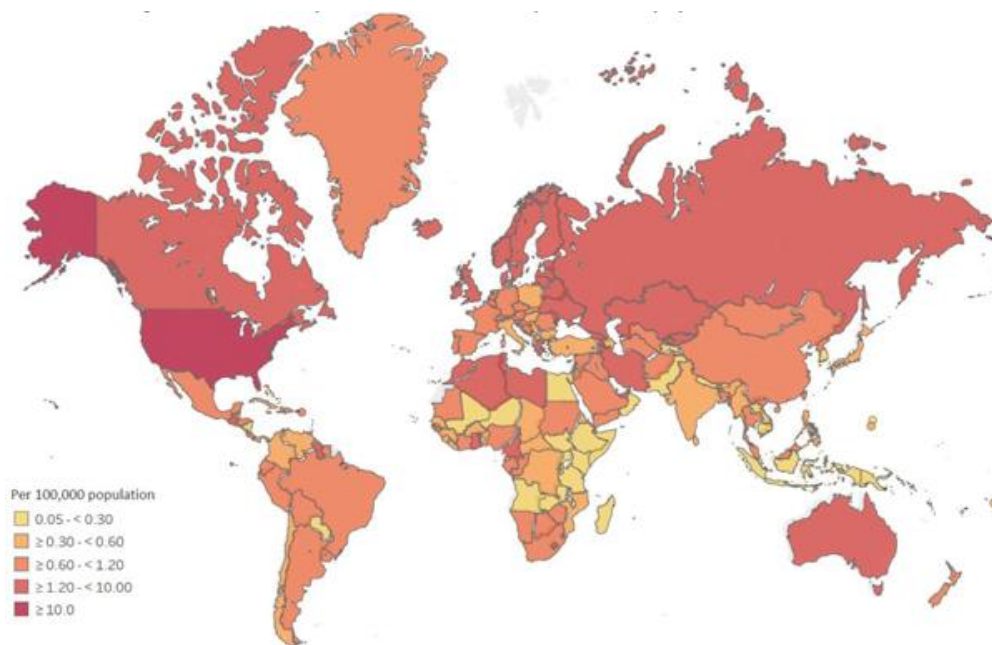 Per 100,000 population
0.05 - < 0.30
≥ 0.30 - < 0.60
≥ 0.60 - < 1.20
≥ 1.20 - < 10.00
≥ 10.0